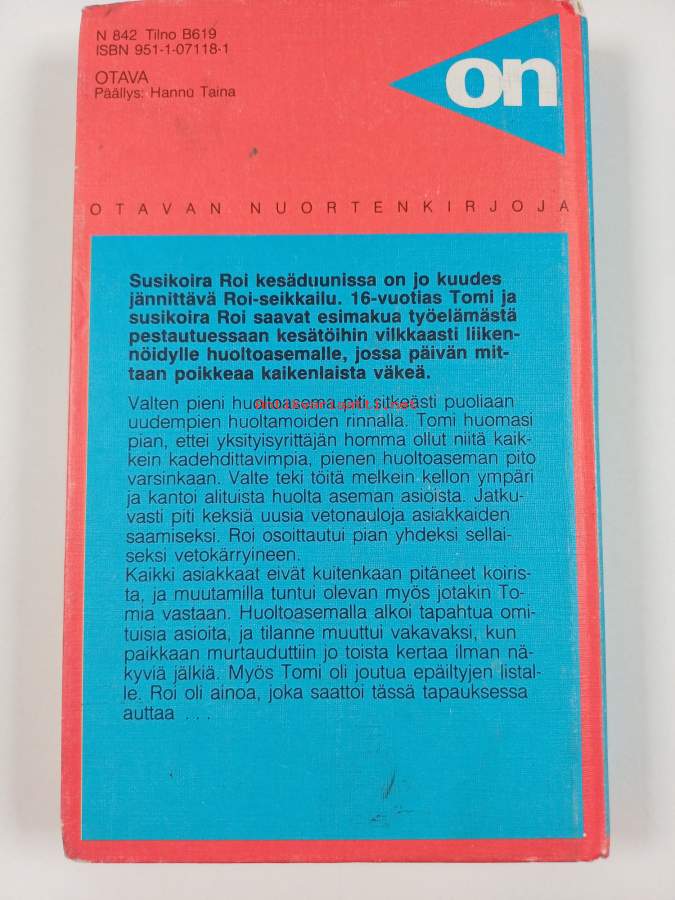 N 842 Tilno B619
ISBN 951-1-07118-1
OTAVA
Päällys: Hannu Taina
on
OTAVAN NUORTENKIRJOJA
Susikoira Roi kesäduunissa on jo kuudes
jännittävä Roi-seikkailu. 16-vuotias Tomi ja
susikoira Roi saavat esimakua työelämästä
pestautuessaan kesätöihin vilkkaasti liiken-
nöidylle huoltoasemalle, jossa päivän mit-
taan poikkeaa kaikenlaista väkeä.
Valten pieni huoltoasema piti sitkeästi puoliaan
uudempien huoltamoiden rinnalla. Tomi huomasi
pian, ettei yksityisyrittäjän homma ollut niitä kaik-
kein kadehdittavimpia, pienen huoltoaseman pito
varsinkaan. Valte teki töitä melkein kellon ympäri
ja kantoi alituista huolta aseman asioista. Jatku-
vasti piti keksiä uusia vetonauloja asiakkaiden
saamiseksi. Roi osoittautui pian yhdeksi sellai-
seksi vetokärryineen.
Kaikki asiakkaat eivät kuitenkaan pitäneet koiris-
ta, ja muutamilla tuntui olevan myös jotakin To-
mia vastaan. Huoltoasemalla alkoi tapahtua omi-
tuisia asioita, ja tilanne muuttui vakavaksi, kun
paikkaan murtauduttiin jo toista kertaa ilman nä-
kyviä jälkiä. Myös Tomi oli joutua epäiltyjen listal-
le. Roi oli ainoa, joka saattoi tässä tapauksessa
auttaa . . .